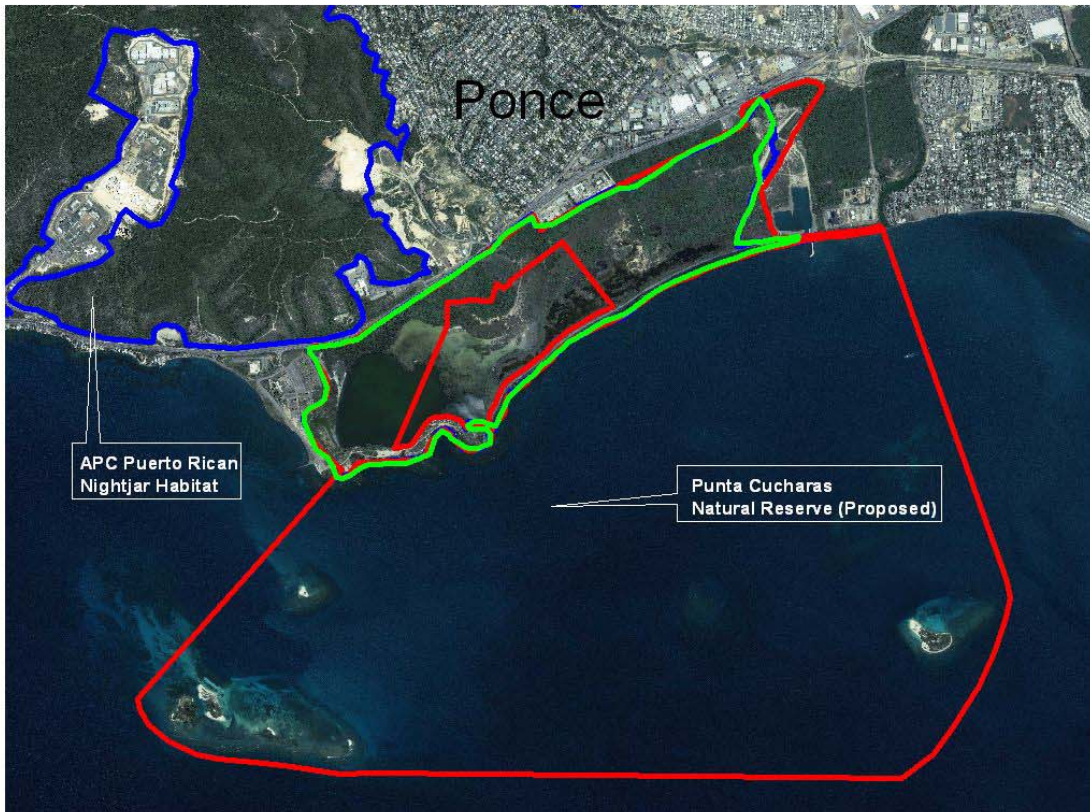 Ponce
APC Puerto Rican
Nightjar Habitat
Punta Cucharas
Natural Reserve (Proposed)